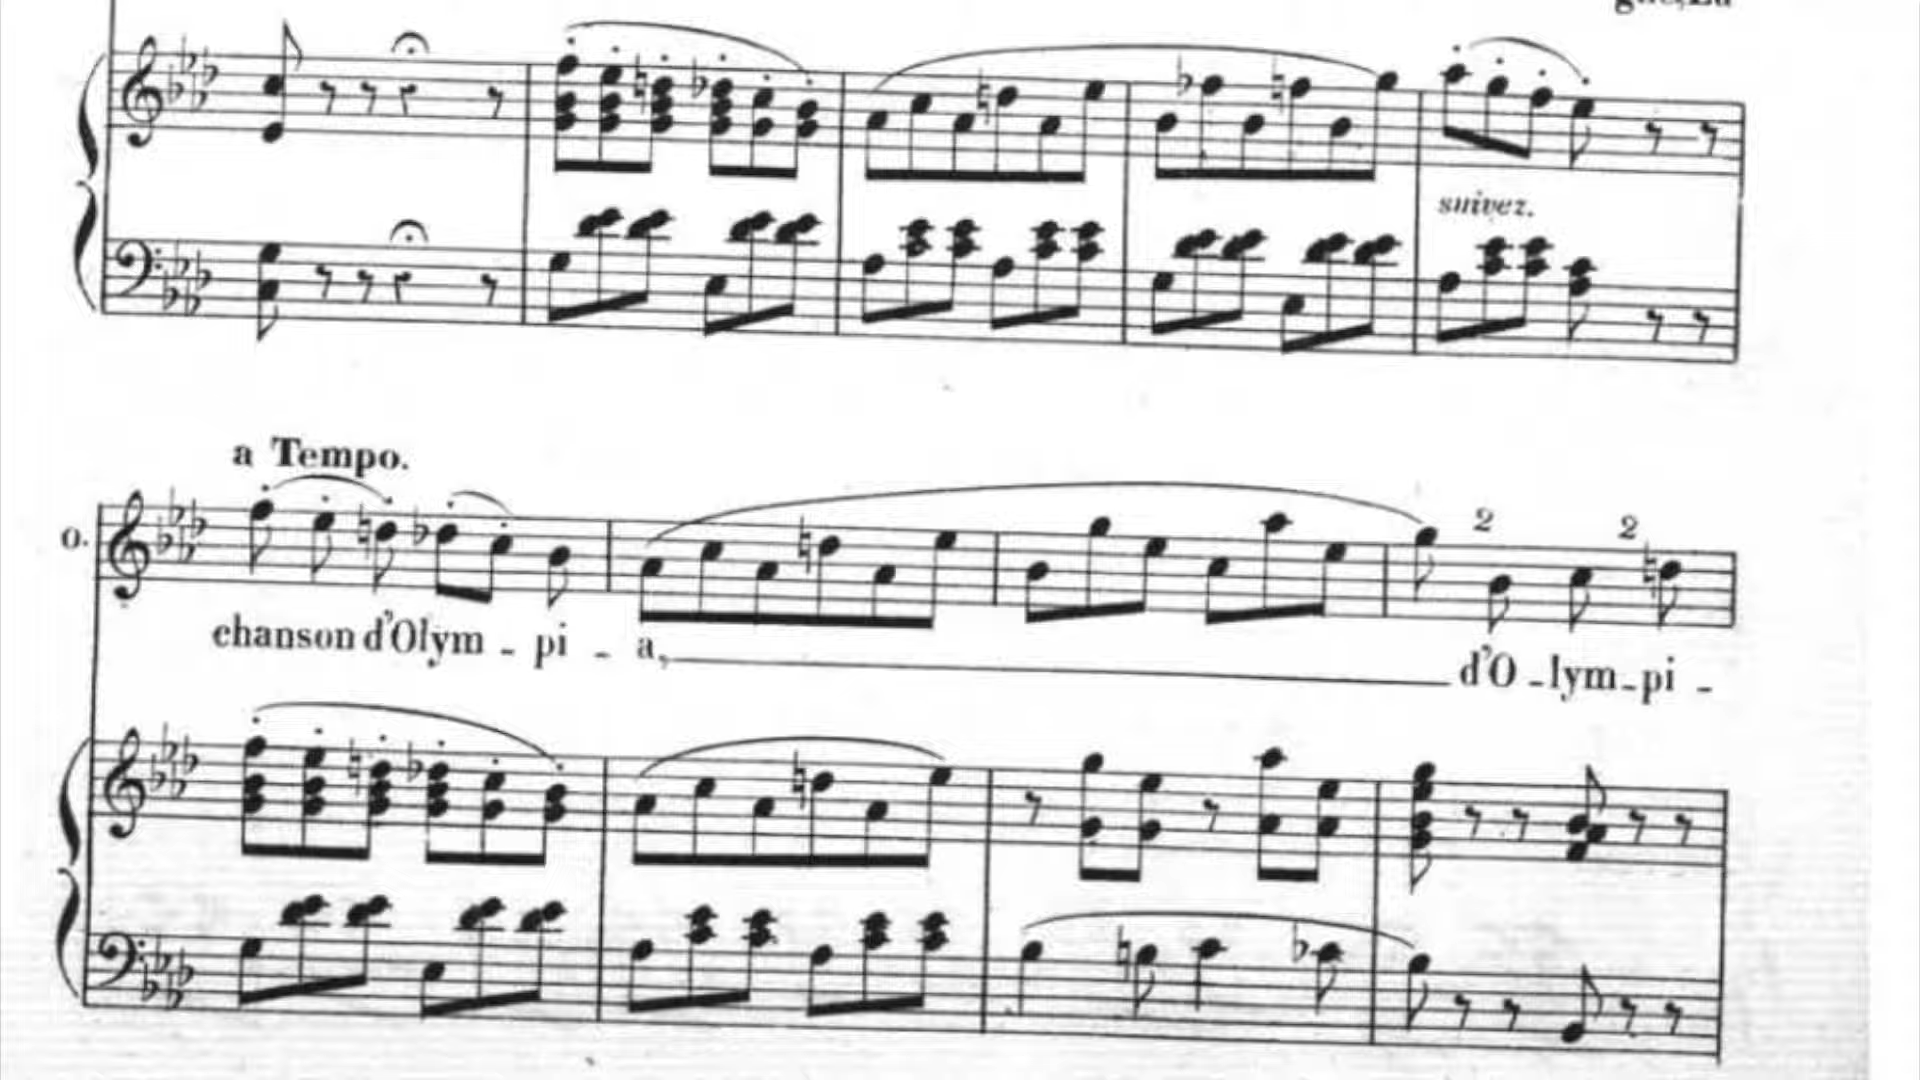 suivez.
a Tempo.
O.
2 2
chanson d'Olym - pi - a, d'O - lym - pi -